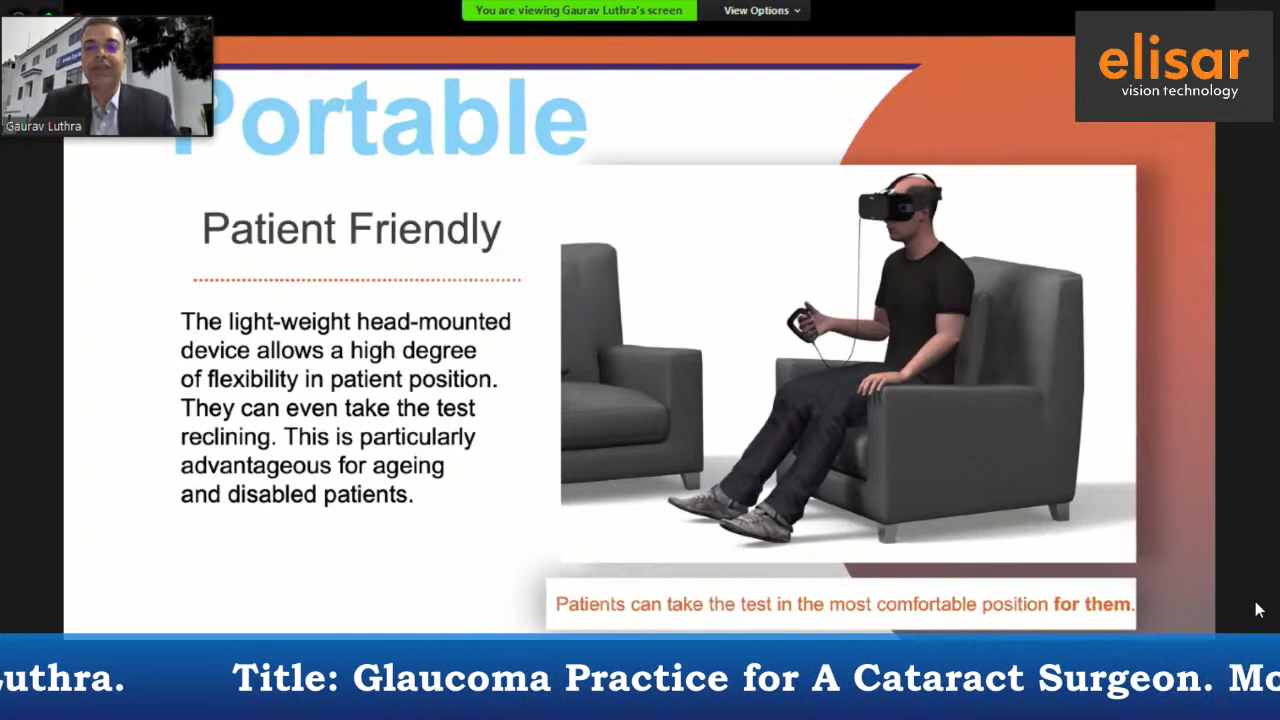 You are viewing Gaurav Luthra's screen
View Options
elisar
vision technology
Gaurav Luthra
Portable
Patient Friendly
The light-weight head-mounted
device allows a high degree
of flexibility in patient position.
They can even take the test
reclining. This is particularly
advantageous for ageing
and disabled patients.
Patients can take the test in the most comfortable position for them.
Luthra. Title: Glaucoma Practice for A Cataract Surgeon. Mo